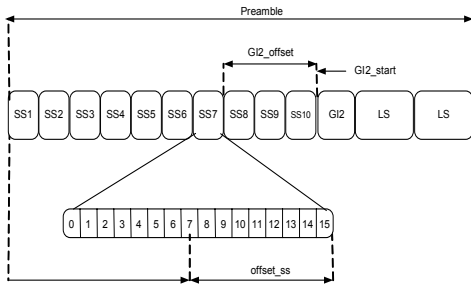 Preamble
GI2_offset
GI2_start
SS1 SS2 SS3 SS4 SS5 SS6 SS7 SS8 SS9 SS10 GI2 LS LS
0 1 2 3 4 5 6 7 8 9 10 11 12 13 14 15
offset_ss